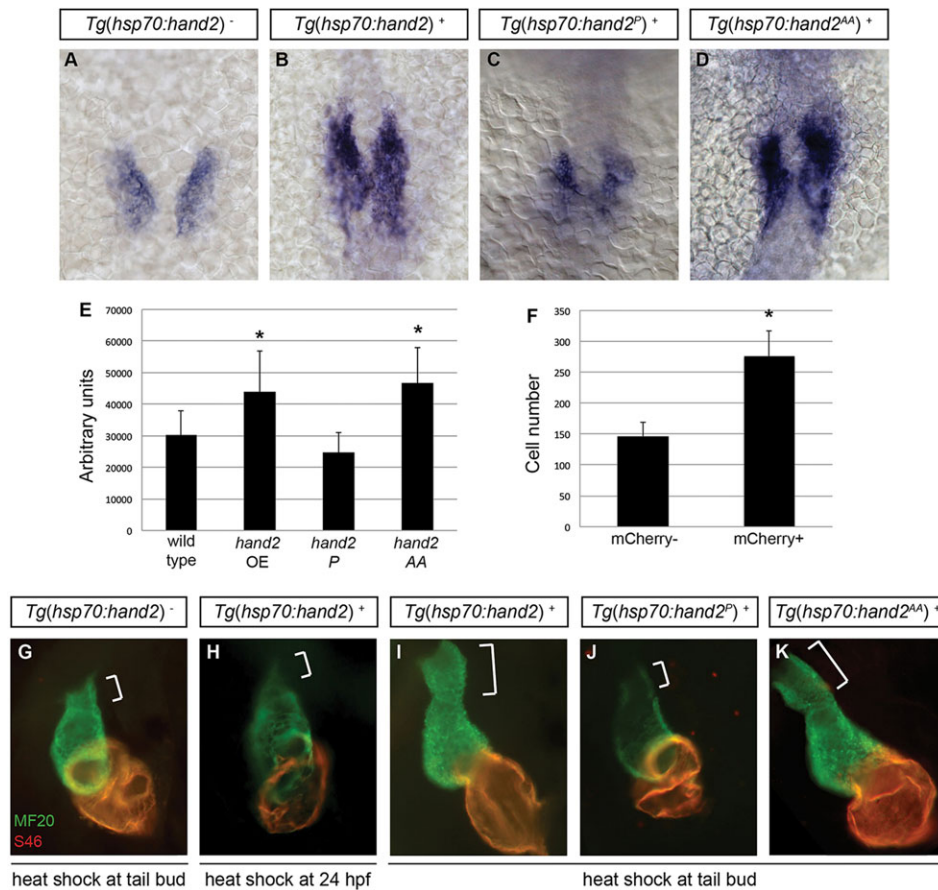 Tg(hsp70:hand2) - Tg(hsp70:hand2) + Tg(hsp70:hand2P) + Tg(hsp70:hand2AA) +
A B C D
E
Arbitrary units
70000
60000
50000
40000
30000
20000
10000
0
* *
wild type
hand2 OE
hand2 P
hand2 AA
F
Cell number
350
300
250
200
150
100
50
0
*
mCherry- mCherry+
Tg(hsp70:hand2) - Tg(hsp70:hand2) + Tg(hsp70:hand2) + Tg(hsp70:hand2P) + Tg(hsp70:hand2AA) +
G H I J K
MF20
S46
heat shock at tail bud heat shock at 24 hpf heat shock at tail bud